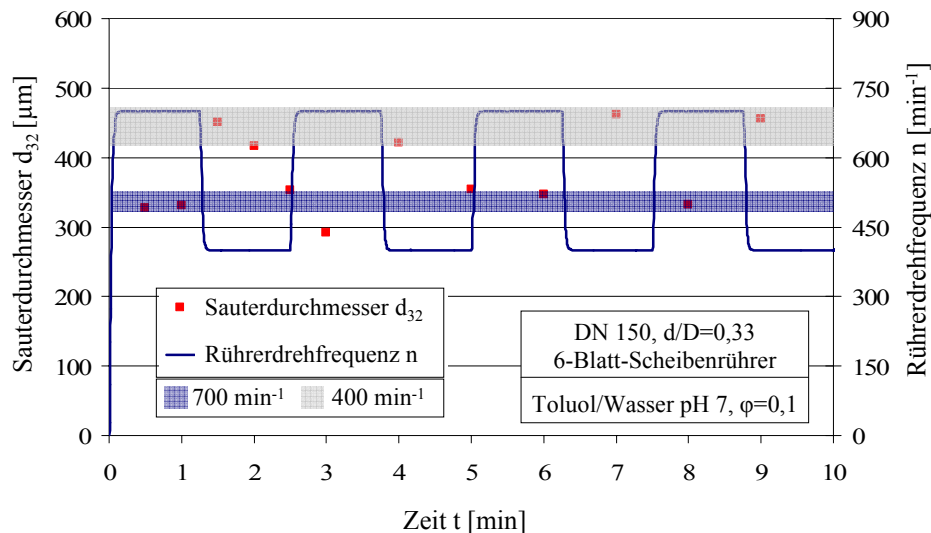 Sauterdurchmesser d32 [µm]
600
500
400
300
200
100
0
900
750
600
450
300
150
0
Rührerdrehfrequenz n [min-1]
Sauterdurchmesser d32
Rührerdrehfrequenz n
700 min-1 400 min-1
DN 150, d/D=0,33
6-Blatt-Scheibenrührer
Toluol/Wasser pH 7, φ=0,1
0 1 2 3 4 5 6 7 8 9 10
Zeit t [min]